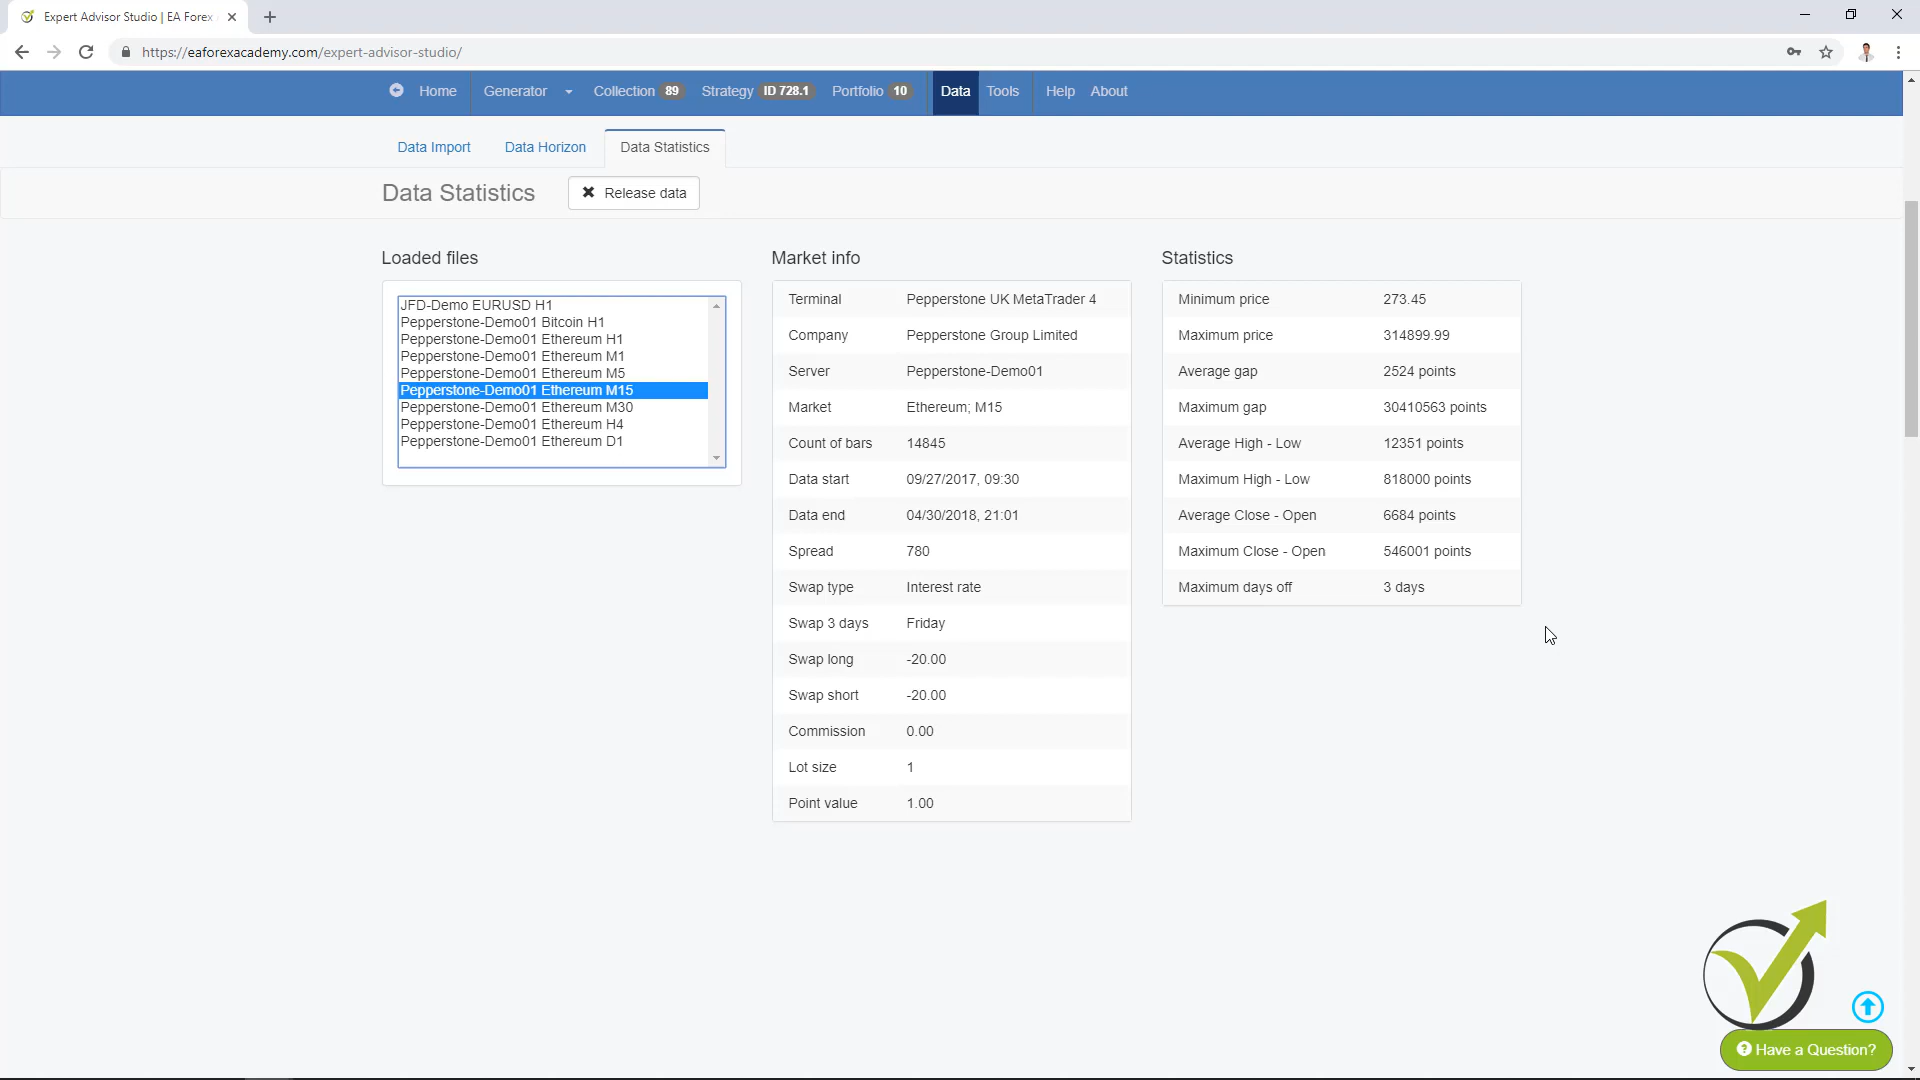 Expert Advisor Studio | EA Forex
https://eaforexacademy.com/expert-advisor-studio/
Home Generator Collection 89 Strategy ID 728.1 Portfolio 10 Data Tools Help About
Data Import Data Horizon Data Statistics
Data Statistics Release data
Loaded files
JFD-Demo EURUSD H1
Pepperstone-Demo01 Bitcoin H1
Pepperstone-Demo01 Ethereum H1
Pepperstone-Demo01 Ethereum M1
Pepperstone-Demo01 Ethereum M5
Pepperstone-Demo01 Ethereum M15
Pepperstone-Demo01 Ethereum M30
Pepperstone-Demo01 Ethereum H4
Pepperstone-Demo01 Ethereum D1
Market info
Terminal Pepperstone UK MetaTrader 4
Company Pepperstone Group Limited
Server Pepperstone-Demo01
Market Ethereum; M15
Count of bars 14845
Data start 09/27/2017, 09:30
Data end 04/30/2018, 21:01
Spread 780
Swap type Interest rate
Swap 3 days Friday
Swap long -20.00
Swap short -20.00
Commission 0.00
Lot size 1
Point value 1.00
Statistics
Minimum price 273.45
Maximum price 314899.99
Average gap 2524 points
Maximum gap 30410563 points
Average High - Low 12351 points
Maximum High - Low 818000 points
Average Close - Open 6684 points
Maximum Close - Open 546001 points
Maximum days off 3 days
Have a Question?